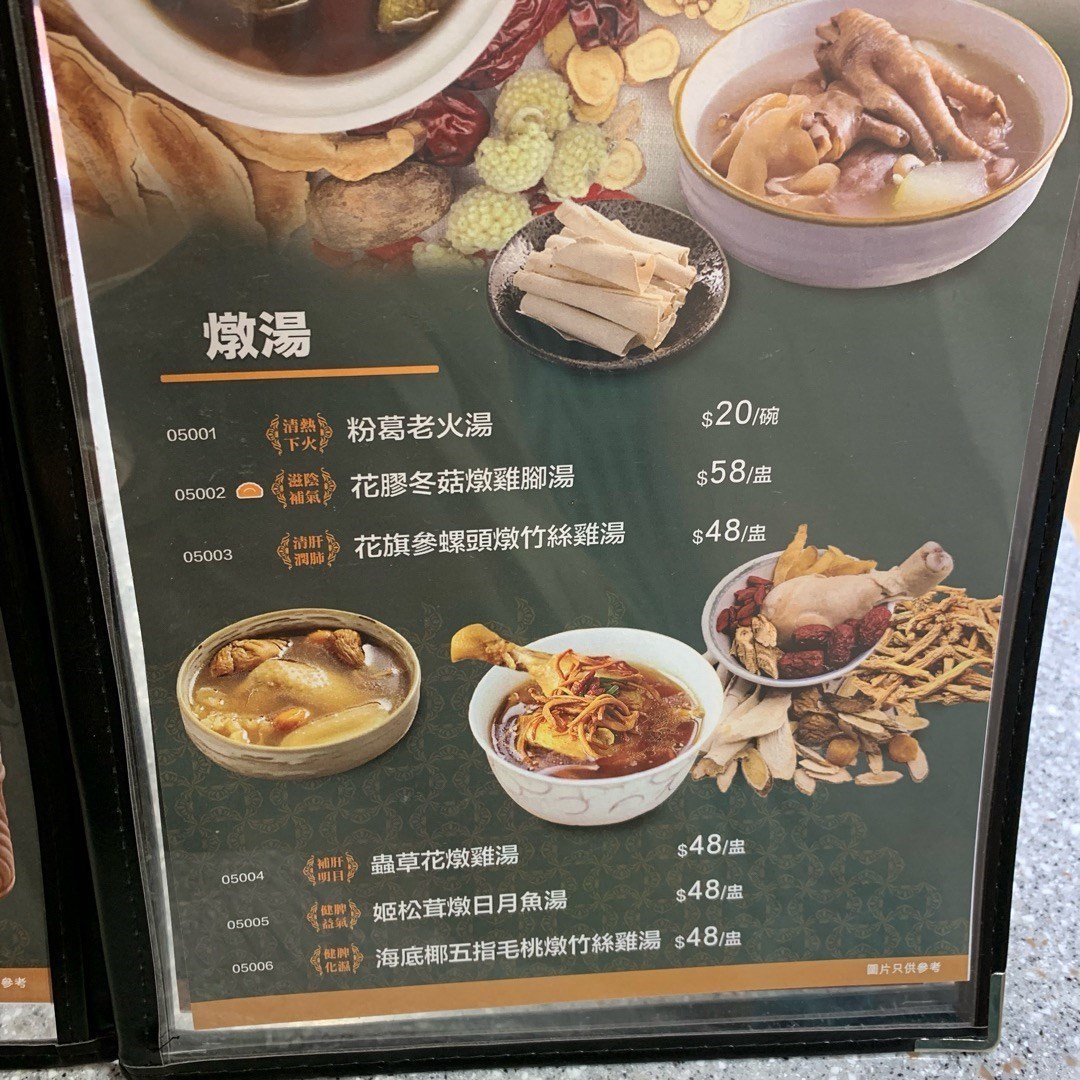 燉湯
05001 清熱下火 粉葛老火湯 $20/碗
05002 滋陰補氣 花膠冬菇燉雞腳湯 $58/盅
05003 清肝潤肺 花旗參螺頭燉竹絲雞湯 $48/盅
05004 補肝明目 蟲草花燉雞湯 $48/盅
05005 健脾益氣 姬松茸燉日月魚湯 $48/盅
05006 健脾化濕 海底椰五指毛桃燉竹絲雞湯 $48/盅
圖片只供參考
參考